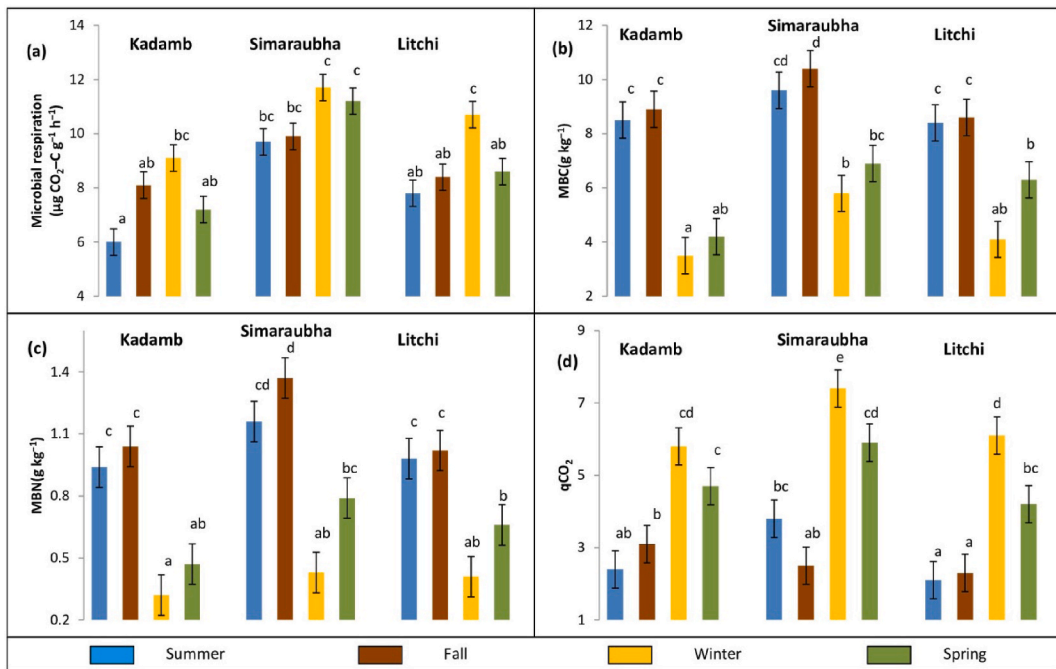 (a)
Kadamb Simaraubha Litchi
Microbial respiration
(µg CO₂–C g⁻¹ h⁻¹)
14
12
10
8
6
4
a ab bc ab
bc bc c c
ab ab c ab
(b)
Kadamb Simaraubha Litchi
MBC(g kg⁻¹)
12
10
8
6
4
2
c c a ab
cd d b bc
c c ab b
(c)
Kadamb Simaraubha Litchi
MBN(g kg⁻¹)
1.4
1.1
0.8
0.5
0.2
c c a ab
cd d ab bc
c c ab b
(d)
Kadamb Simaraubha Litchi
qCO₂
9
7
5
3
1
ab b cd c
bc ab e cd
a a d bc
Summer Fall Winter Spring